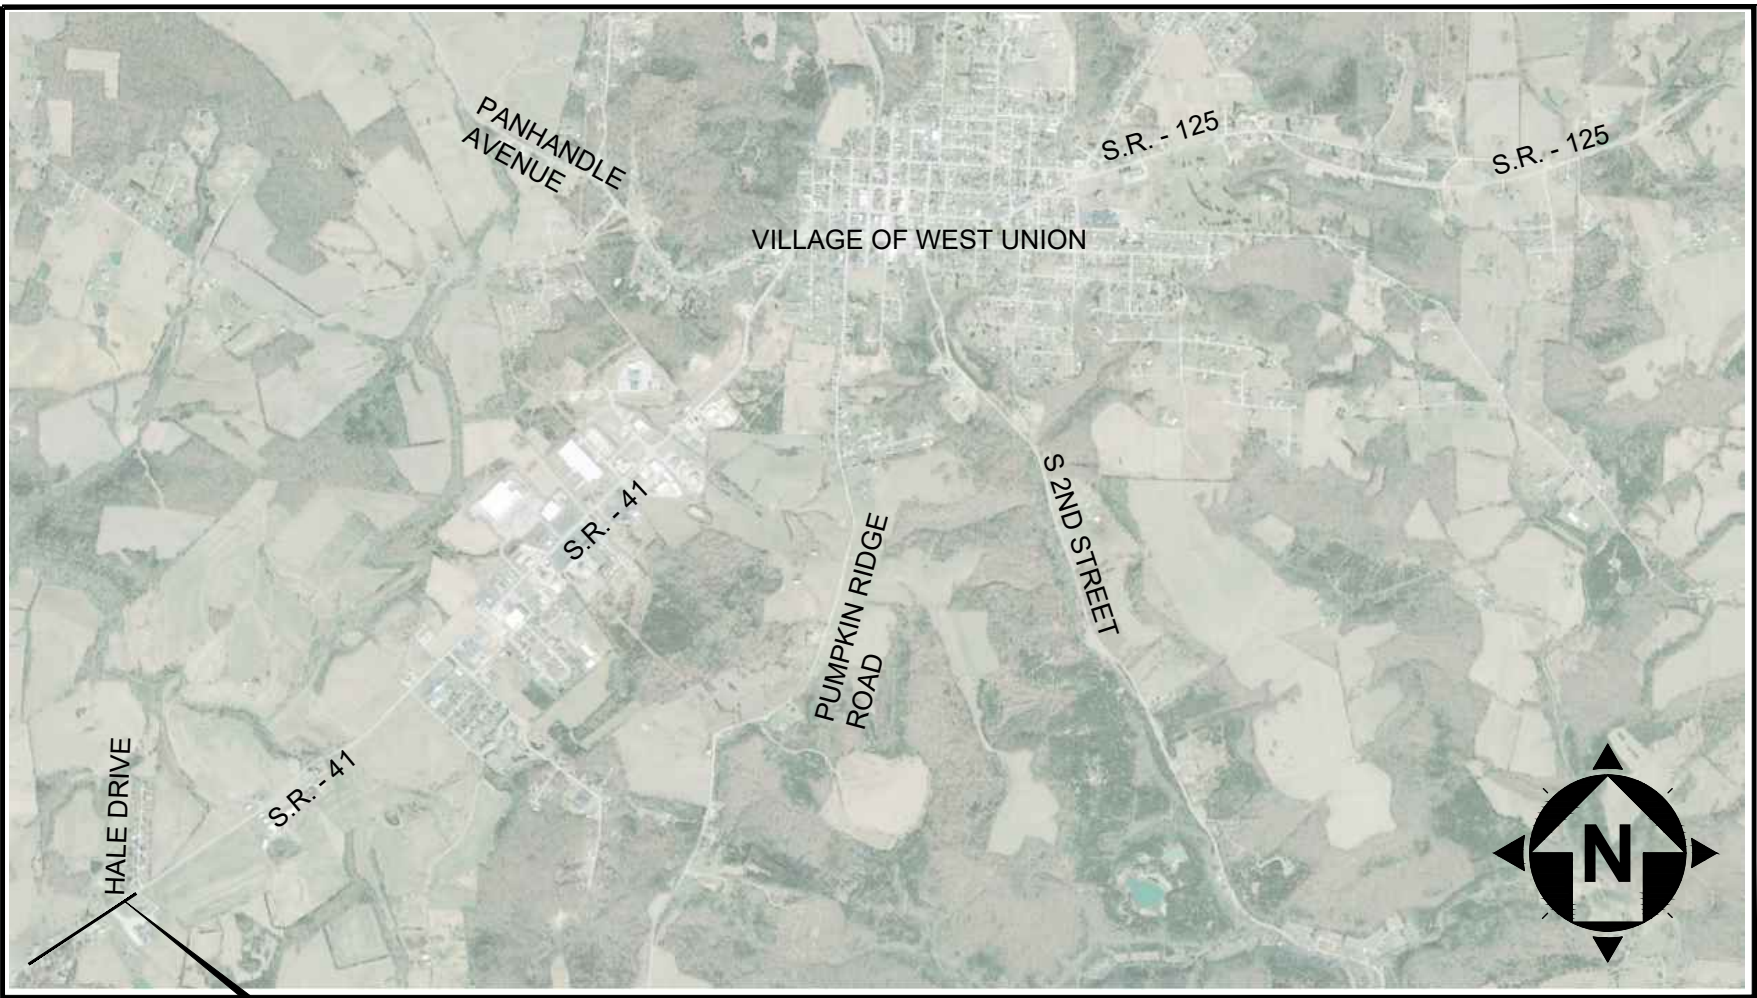 PANHANDLE
AVENUE
S.R. - 125
S.R. - 125
VILLAGE OF WEST UNION
S.R. - 41
S 2ND STREET
PUMPKIN RIDGE
ROAD
HALE DRIVE
S.R. - 41
N